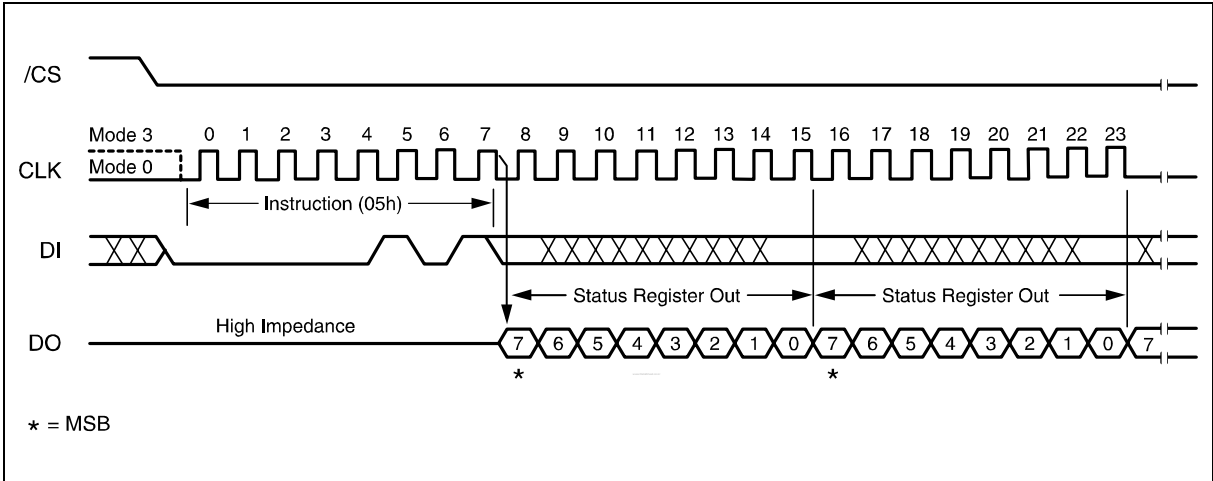 /CS
Mode 3 0 1 2 3 4 5 6 7 8 9 10 11 12 13 14 15 16 17 18 19 20 21 22 23
CLK Mode 0
Instruction (05h)
DI
Status Register Out Status Register Out
High Impedance
DO 7 6 5 4 3 2 1 0 7 6 5 4 3 2 1 0 7
* *
* = MSB